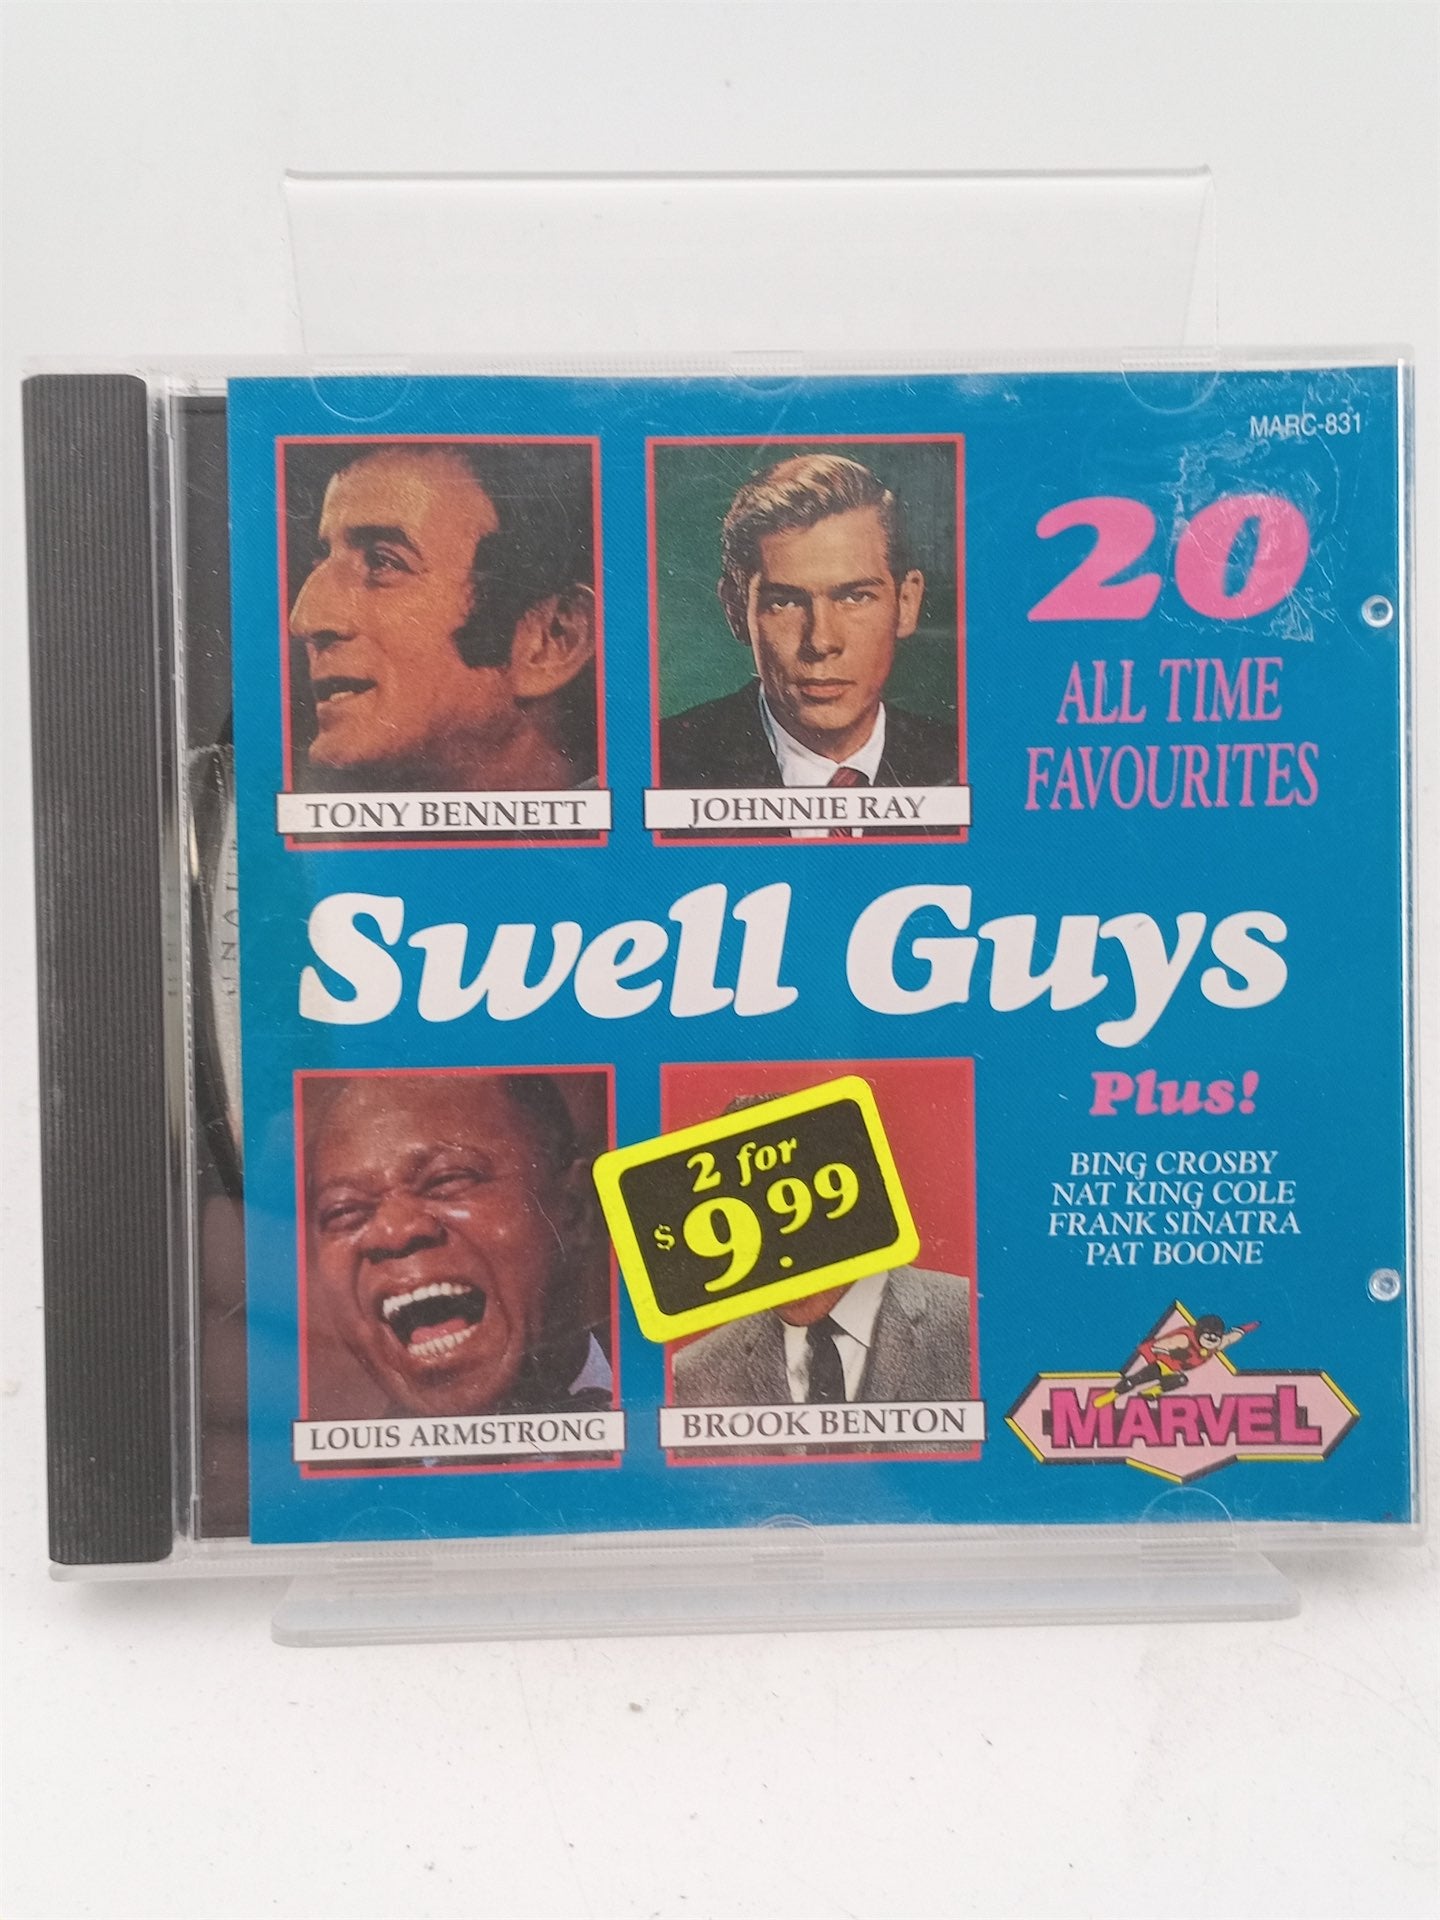 MARC-831
20
ALL TIME
FAVOURITES
TONY BENNETT
JOHNNIE RAY
Swell Guys
Plus!
BING CROSBY
NAT KING COLE
FRANK SINATRA
PAT BOONE
2 for
$9.99
LOUIS ARMSTRONG
BROOK BENTON
MARVEL